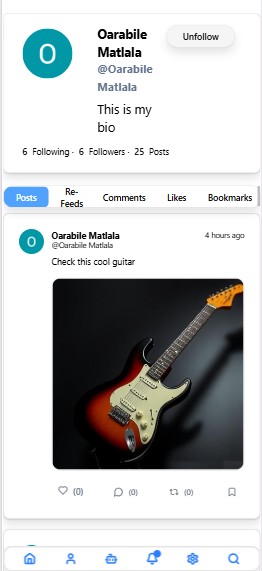 O
Oarabile
Matlala
Unfollow
@Oarabile
Matlala
This is my
bio
6 Following · 6 Followers · 25 Posts
Posts
Re-
Feeds
Comments
Likes
Bookmarks
O
Oarabile Matlala
4 hours ago
@Oarabile Matlala
Check this cool guitar
(0)
(0)
(0)